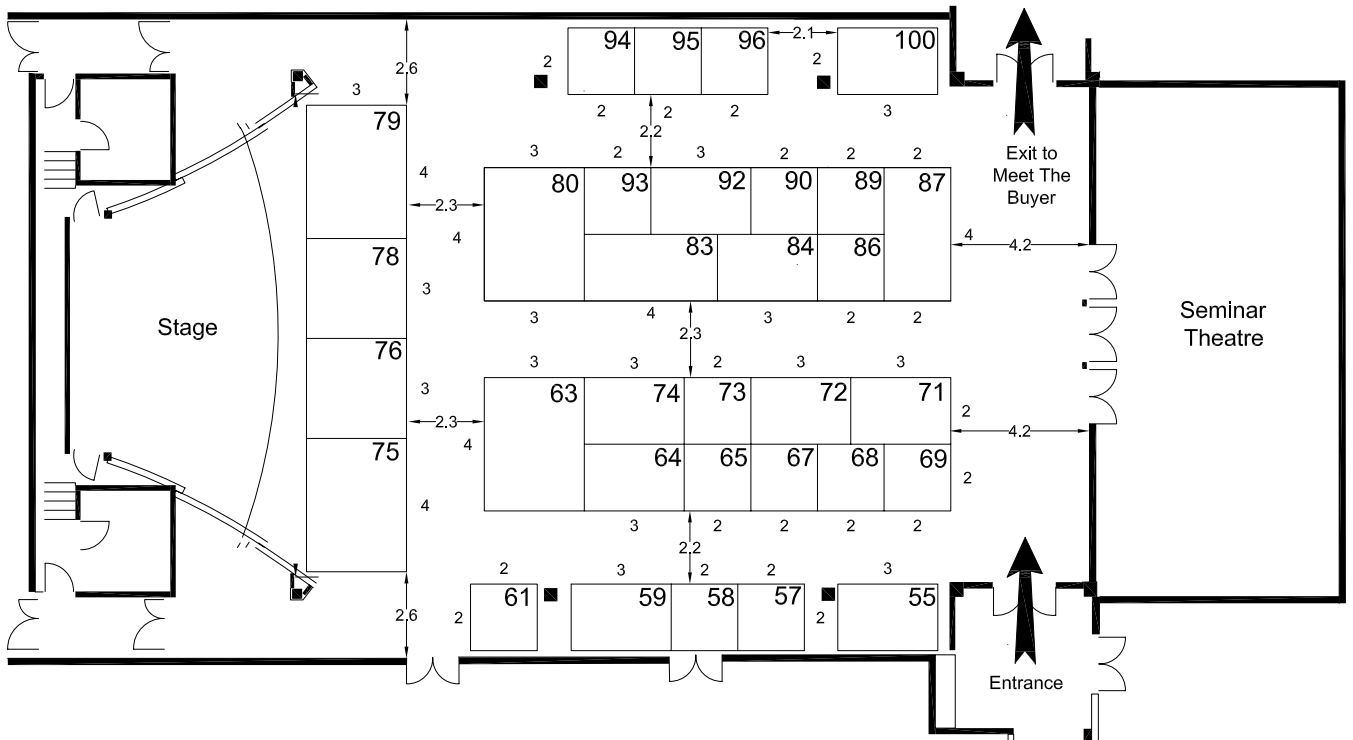 94 95 96 2.1 100
2 2
2.6
3
79
2 2 2 3
2.2
Exit to
Meet The
Buyer
3 2 3 2 2 2
4
80 93 92 90 89 87
2.3
4 4
83 84 86
4.2
78
3
3 4 3 2 2
Stage
Seminar
Theatre
2.3
76
3 3 2 3 3
3
63 74 73 72 71
2
2.3
4.2
75
4
64 65 67 68 69
2
4
3 2 2 2 2
2.2
2 3 2 2 3
61 59 58 57 55
2.6
2 2
Entrance